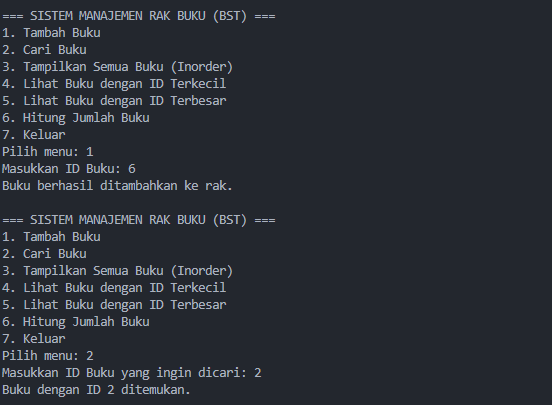 === SISTEM MANAJEMEN RAK BUKU (BST) ===
1. Tambah Buku
2. Cari Buku
3. Tampilkan Semua Buku (Inorder)
4. Lihat Buku dengan ID Terkecil
5. Lihat Buku dengan ID Terbesar
6. Hitung Jumlah Buku
7. Keluar
Pilih menu: 1
Masukkan ID Buku: 6
Buku berhasil ditambahkan ke rak.

=== SISTEM MANAJEMEN RAK BUKU (BST) ===
1. Tambah Buku
2. Cari Buku
3. Tampilkan Semua Buku (Inorder)
4. Lihat Buku dengan ID Terkecil
5. Lihat Buku dengan ID Terbesar
6. Hitung Jumlah Buku
7. Keluar
Pilih menu: 2
Masukkan ID Buku yang ingin dicari: 2
Buku dengan ID 2 ditemukan.